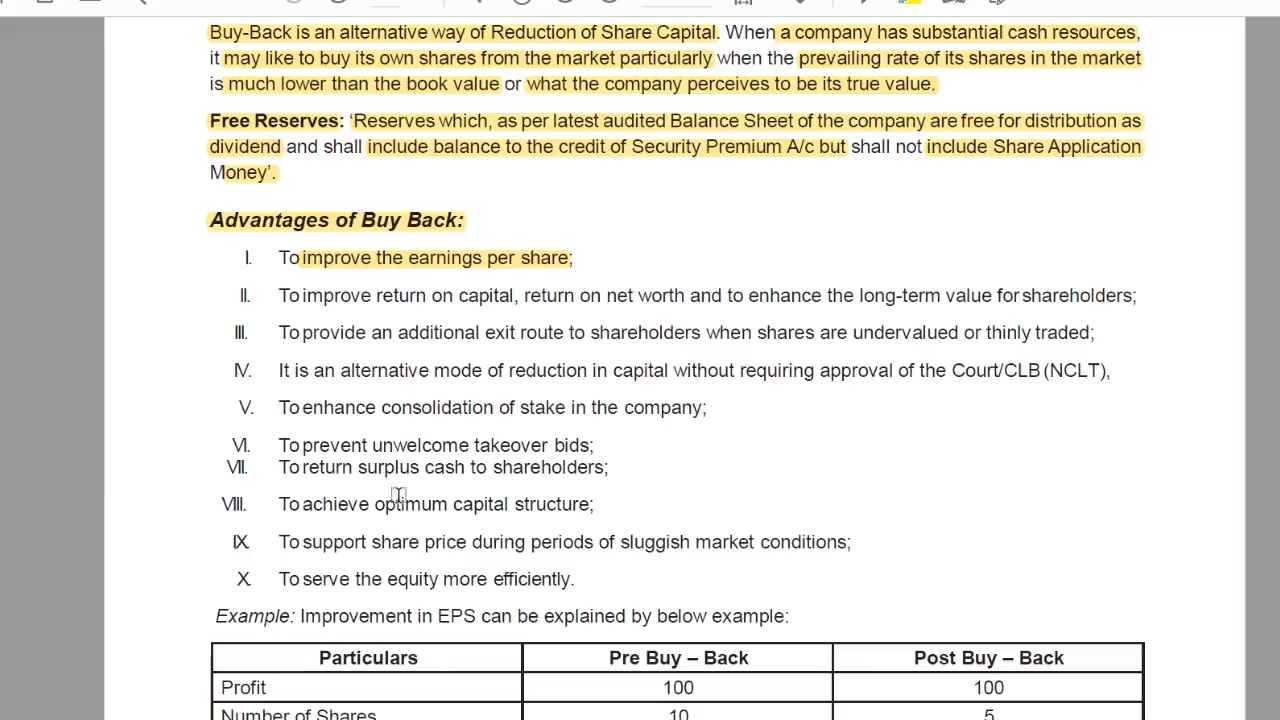 Buy-Back is an alternative way of Reduction of Share Capital. When a company has substantial cash resources,
it may like to buy its own shares from the market particularly when the prevailing rate of its shares in the market
is much lower than the book value or what the company perceives to be its true value.
Free Reserves: ‘Reserves which, as per latest audited Balance Sheet of the company are free for distribution as
dividend and shall include balance to the credit of Security Premium A/c but shall not include Share Application
Money’.
Advantages of Buy Back:
I. To improve the earnings per share;
II. To improve return on capital, return on net worth and to enhance the long-term value for shareholders;
III. To provide an additional exit route to shareholders when shares are undervalued or thinly traded;
IV. It is an alternative mode of reduction in capital without requiring approval of the Court/CLB (NCLT),
V. To enhance consolidation of stake in the company;
VI. To prevent unwelcome takeover bids;
VII. To return surplus cash to shareholders;
VIII. To achieve optimum capital structure;
IX. To support share price during periods of sluggish market conditions;
X. To serve the equity more efficiently.
Example: Improvement in EPS can be explained by below example:
Particulars Pre Buy – Back Post Buy – Back
Profit 100 100
Number of Shares 10 5